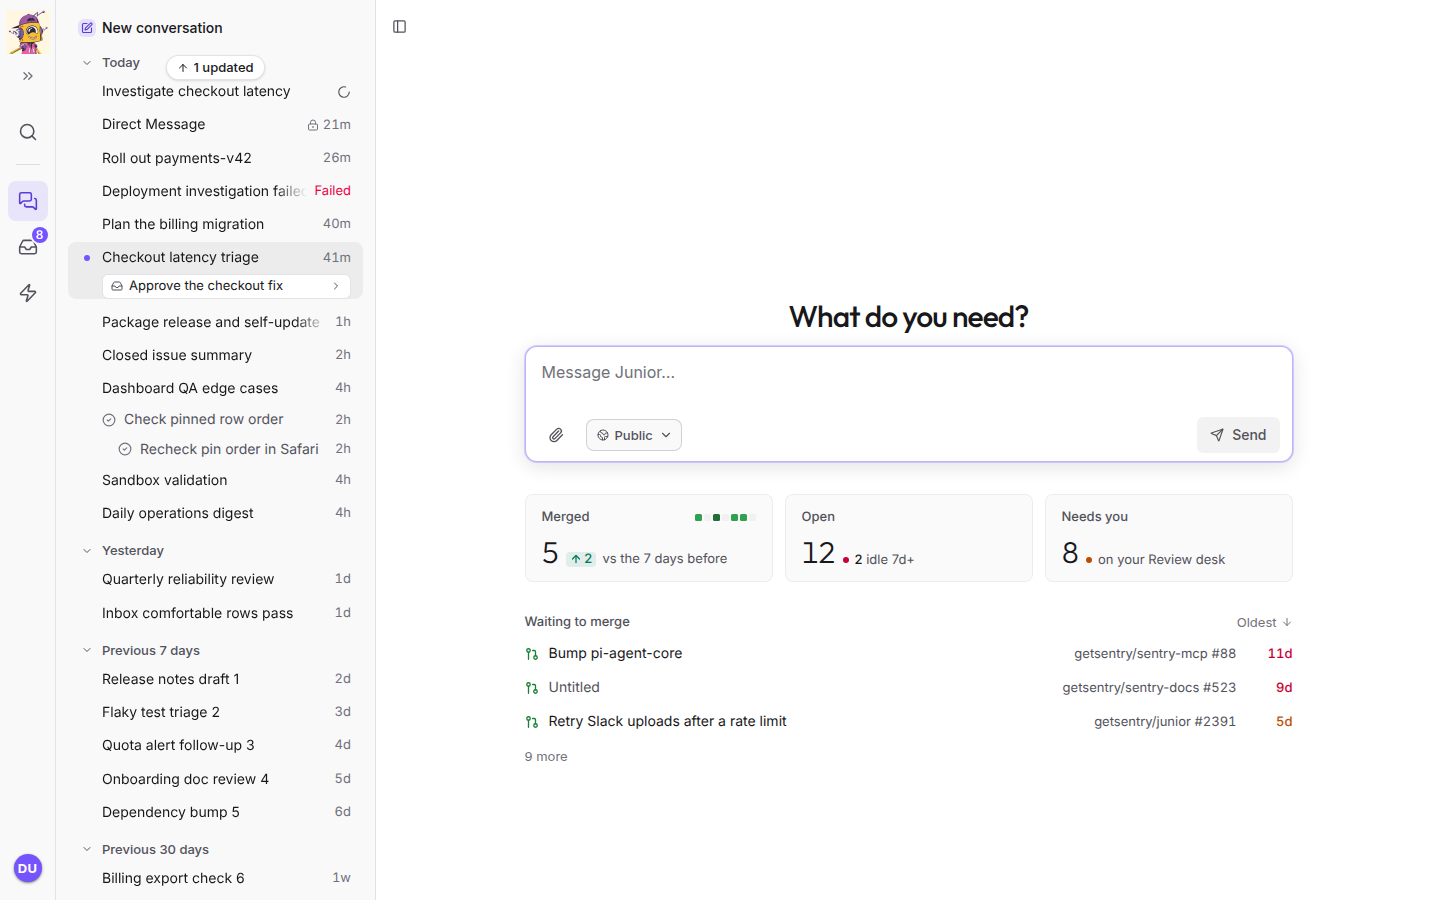 New conversation
Today
1 updated
Investigate checkout latency
Direct Message 21m
Roll out payments-v42 26m
Deployment investigation failed Failed
Plan the billing migration 40m
Checkout latency triage 41m
Approve the checkout fix
Package release and self-update 1h
Closed issue summary 2h
Dashboard QA edge cases 4h
Check pinned row order 2h
Recheck pin order in Safari 2h
Sandbox validation 4h
Daily operations digest 4h
Yesterday
Quarterly reliability review 1d
Inbox comfortable rows pass 1d
Previous 7 days
Release notes draft 1 2d
Flaky test triage 2 3d
Quota alert follow-up 3 4d
Onboarding doc review 4 5d
Dependency bump 5 6d
Previous 30 days
Billing export check 6 1w
8
DU
What do you need?
Message Junior...
Public
Send
Merged
5 2 vs the 7 days before
Open
12 2 idle 7d+
Needs you
8 on your Review desk
Waiting to merge Oldest
Bump pi-agent-core getsentry/sentry-mcp #88 11d
Untitled getsentry/sentry-docs #523 9d
Retry Slack uploads after a rate limit getsentry/junior #2391 5d
9 more